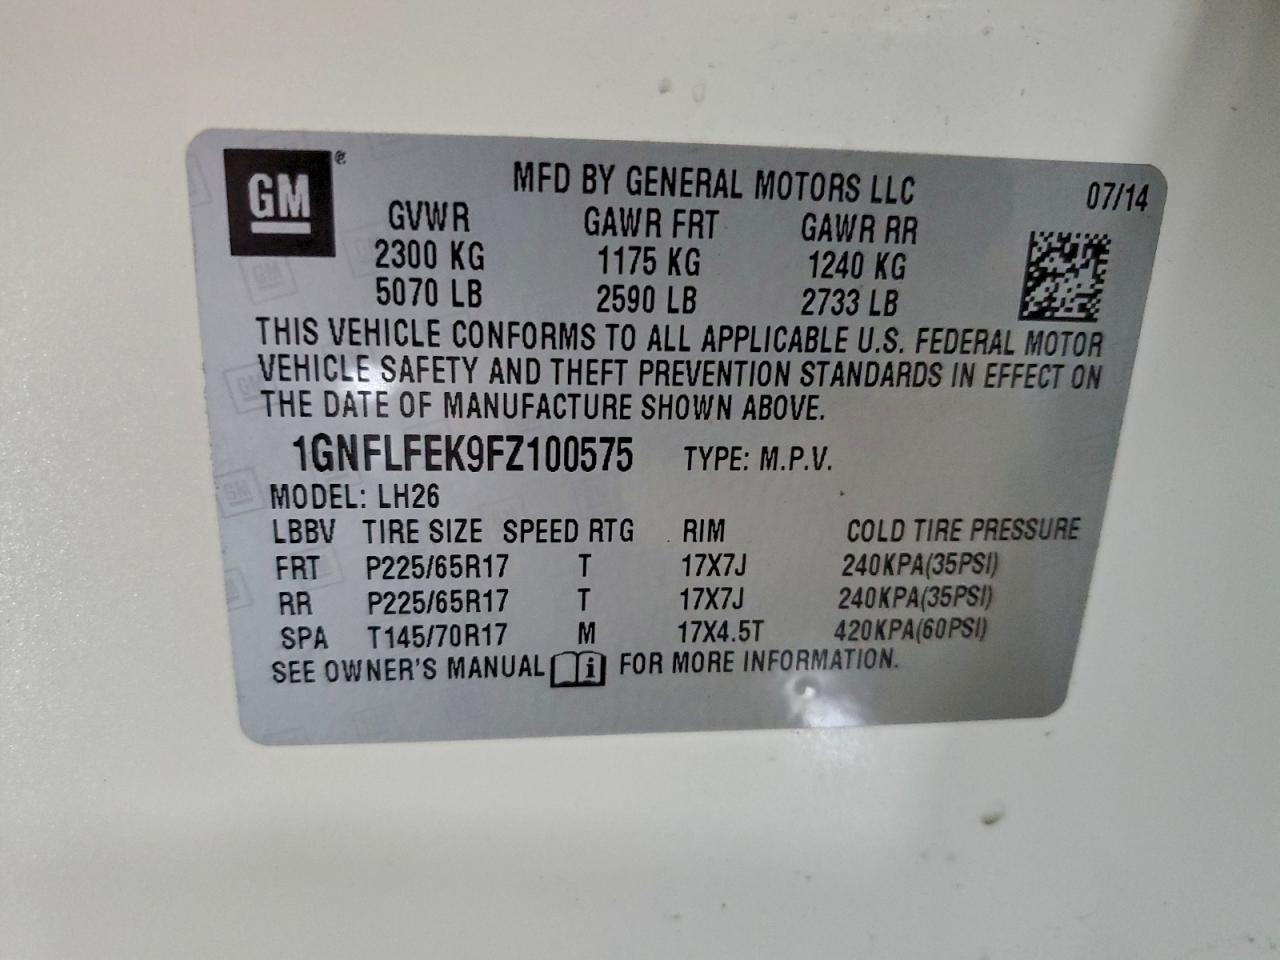 GM ® MFD BY GENERAL MOTORS LLC 07/14
GVWR GAWR FRT GAWR RR
2300 KG 1175 KG 1240 KG
5070 LB 2590 LB 2733 LB
THIS VEHICLE CONFORMS TO ALL APPLICABLE U.S. FEDERAL MOTOR
VEHICLE SAFETY AND THEFT PREVENTION STANDARDS IN EFFECT ON
THE DATE OF MANUFACTURE SHOWN ABOVE.
1GNFLFEK9FZ100575 TYPE: M.P.V.
MODEL: LH26
LBBV TIRE SIZE SPEED RTG RIM COLD TIRE PRESSURE
FRT P225/65R17 T 17X7J 240KPA(35PSI)
RR P225/65R17 T 17X7J 240KPA(35PSI)
SPA T145/70R17 M 17X4.5T 420KPA(60PSI)
SEE OWNER'S MANUAL i FOR MORE INFORMATION.